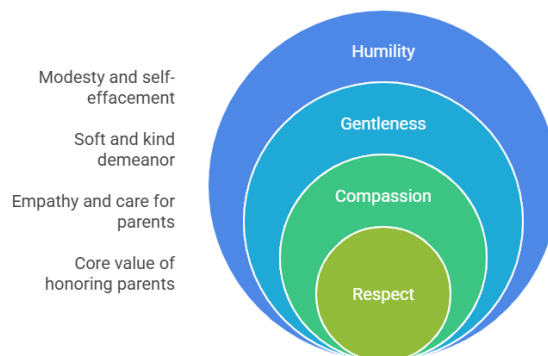 Humility
Modesty and self-
effacement
Gentleness
Soft and kind
demeanor
Compassion
Empathy and care for
parents
Respect
Core value of
honoring parents